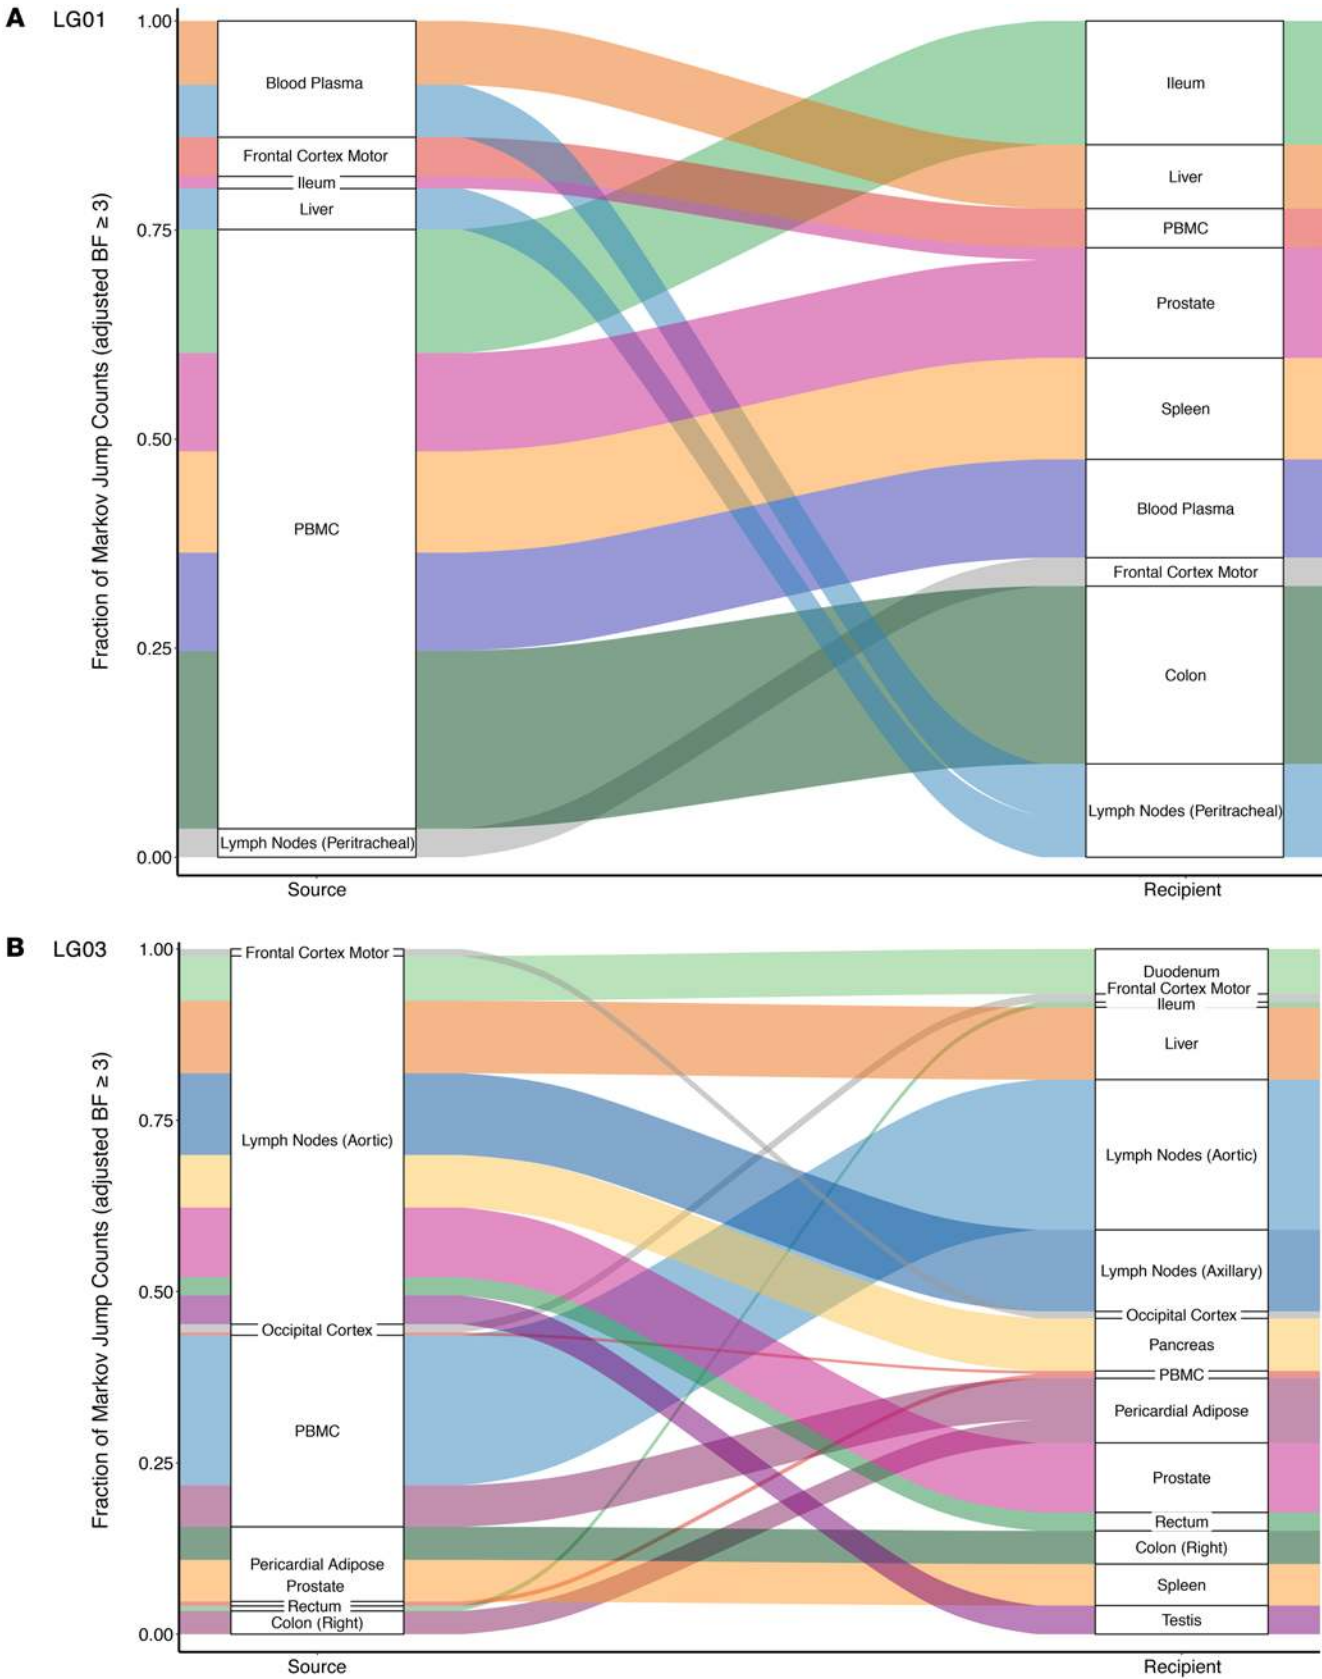 A LG01
1.00
0.75
0.50
0.25
0.00
Fraction of Markov Jump Counts (adjusted BF ≥ 3)
Blood Plasma
Frontal Cortex Motor
Ileum
Liver
PBMC
Lymph Nodes (Peritracheal)
Ileum
Liver
PBMC
Prostate
Spleen
Blood Plasma
Frontal Cortex Motor
Colon
Lymph Nodes (Peritracheal)
Source
Recipient
B LG03
1.00
0.75
0.50
0.25
0.00
Fraction of Markov Jump Counts (adjusted BF ≥ 3)
Frontal Cortex Motor
Lymph Nodes (Aortic)
Occipital Cortex
PBMC
Pericardial Adipose
Prostate
Rectum
Colon (Right)
Duodenum
Frontal Cortex Motor
Ileum
Liver
Lymph Nodes (Aortic)
Lymph Nodes (Axillary)
Occipital Cortex
Pancreas
PBMC
Pericardial Adipose
Prostate
Rectum
Colon (Right)
Spleen
Testis
Source
Recipient